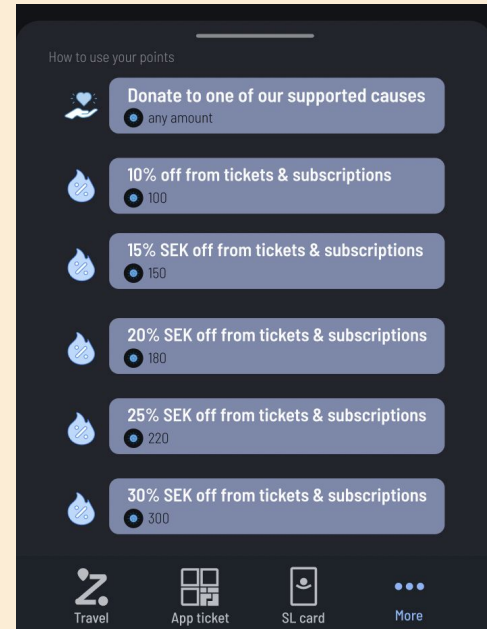 How to use your points
Donate to one of our supported causes
any amount
10% off from tickets & subscriptions
100
15% SEK off from tickets & subscriptions
150
20% SEK off from tickets & subscriptions
180
25% SEK off from tickets & subscriptions
220
30% SEK off from tickets & subscriptions
300
Travel
App ticket
SL card
More